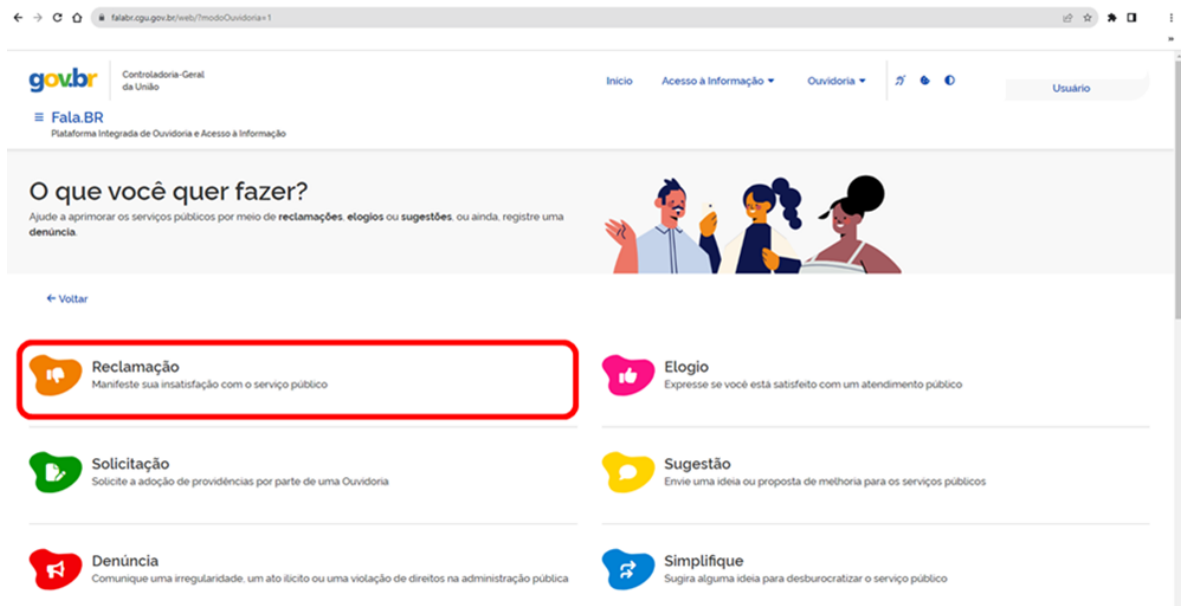 falabr.cgu.gov.br/web/?modoOuvidoria=1
gov.br
Controladoria-Geral
da União
Início
Acesso à Informação
Ouvidoria
Usuário
Fala.BR
Plataforma Integrada de Ouvidoria e Acesso à Informação
O que você quer fazer?
Ajude a aprimorar os serviços públicos por meio de reclamações, elogios ou sugestões, ou ainda, registre uma
denúncia.
Voltar
Reclamação
Manifeste sua insatisfação com o serviço público
Elogio
Expresse se você está satisfeito com um atendimento público
Solicitação
Solicite a adoção de providências por parte de uma Ouvidoria
Sugestão
Envie uma ideia ou proposta de melhoria para os serviços públicos
Denúncia
Comunique uma irregularidade, um ato ilícito ou uma violação de direitos na administração pública
Simplifique
Sugira alguma ideia para desburocratizar o serviço público